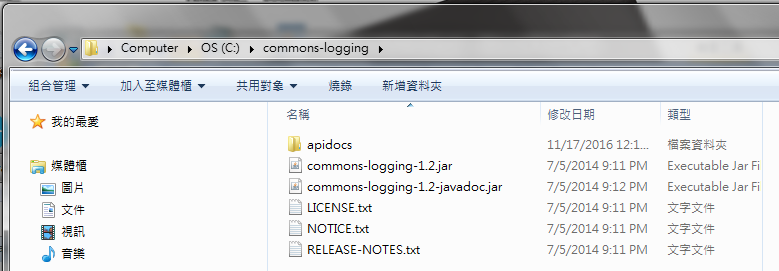 Computer ▸ OS (C:) ▸ commons-logging ▸
組合管理 加入至媒體櫃 共用對象 燒錄 新增資料夾
我的最愛
媒體櫃
圖片
文件
視訊
音樂
名稱 修改日期 類型
apidocs 11/17/2016 12:1... 檔案資料夾
commons-logging-1.2.jar 7/5/2014 9:11 PM Executable Jar Fi
commons-logging-1.2-javadoc.jar 7/5/2014 9:12 PM Executable Jar Fi
LICENSE.txt 7/5/2014 9:11 PM 文字文件
NOTICE.txt 7/5/2014 9:11 PM 文字文件
RELEASE-NOTES.txt 7/5/2014 9:11 PM 文字文件